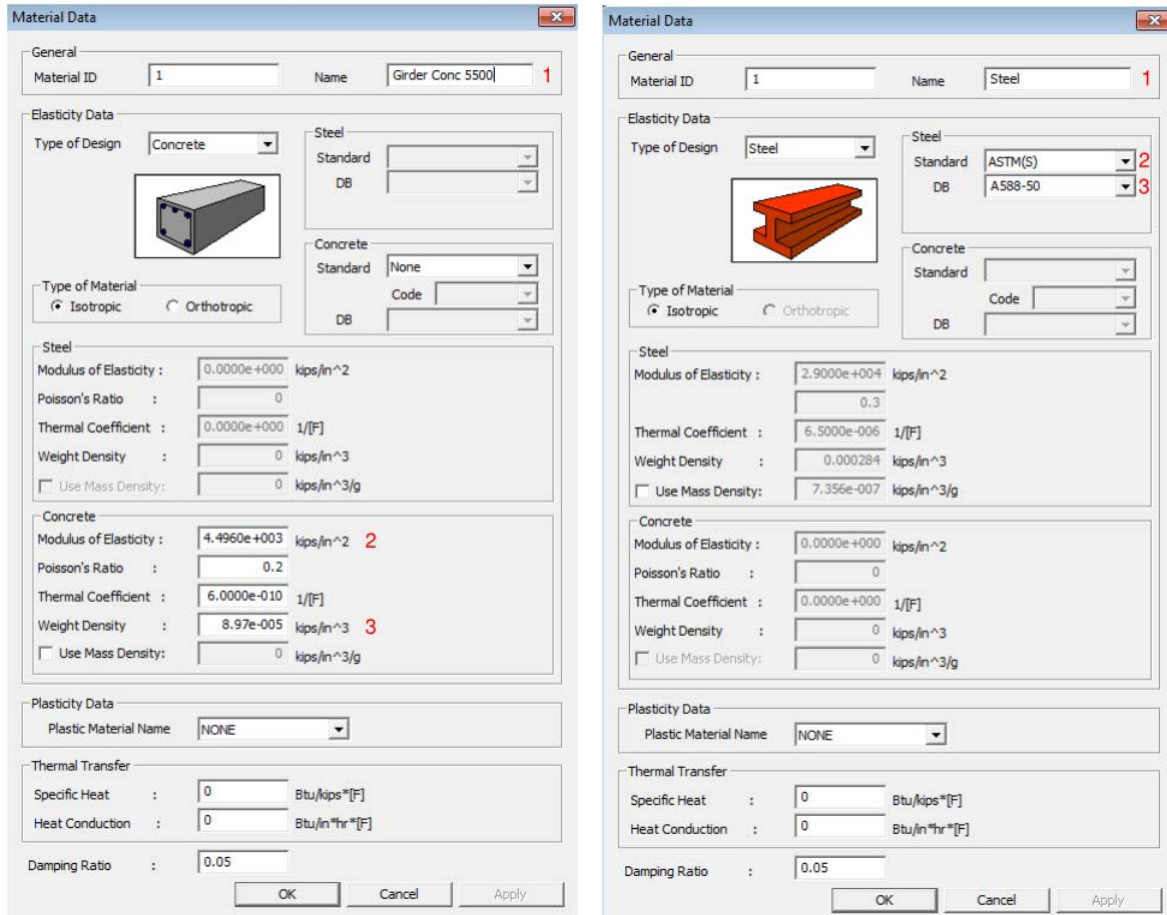 Material Data
General
Material ID 1 Name Girder Conc 5500 1
Elasticity Data
Type of Design Concrete
Steel
Standard
DB
Concrete
Standard None
Code
DB
Type of Material
Isotropic Orthotropic
Steel
Modulus of Elasticity : 0.0000e+000 kips/in^2
Poisson's Ratio : 0
Thermal Coefficient : 0.0000e+000 1/[F]
Weight Density : 0 kips/in^3
Use Mass Density: 0 kips/in^3/g
Concrete
Modulus of Elasticity : 4.4960e+003 kips/in^2 2
Poisson's Ratio : 0.2
Thermal Coefficient : 6.0000e-010 1/[F]
Weight Density : 8.97e-005 kips/in^3 3
Use Mass Density: 0 kips/in^3/g
Plasticity Data
Plastic Material Name NONE
Thermal Transfer
Specific Heat : 0 Btu/kips*[F]
Heat Conduction : 0 Btu/in*hr*[F]
Damping Ratio : 0.05
OK Cancel Apply
Material Data
General
Material ID 1 Name Steel 1
Elasticity Data
Type of Design Steel
Steel
Standard ASTM(S) 2
DB A588-50 3
Concrete
Standard
Code
DB
Type of Material
Isotropic Orthotropic
Steel
Modulus of Elasticity : 2.9000e+004 kips/in^2
0.3
Thermal Coefficient : 6.5000e-006 1/[F]
Weight Density : 0.000284 kips/in^3
Use Mass Density: 7.356e-007 kips/in^3/g
Concrete
Modulus of Elasticity : 0.0000e+000 kips/in^2
Poisson's Ratio : 0
Thermal Coefficient : 0.0000e+000 1/[F]
Weight Density : 0 kips/in^3
Use Mass Density: 0 kips/in^3/g
Plasticity Data
Plastic Material Name NONE
Thermal Transfer
Specific Heat : 0 Btu/kips*[F]
Heat Conduction : 0 Btu/in*hr*[F]
Damping Ratio : 0.05
OK Cancel Apply